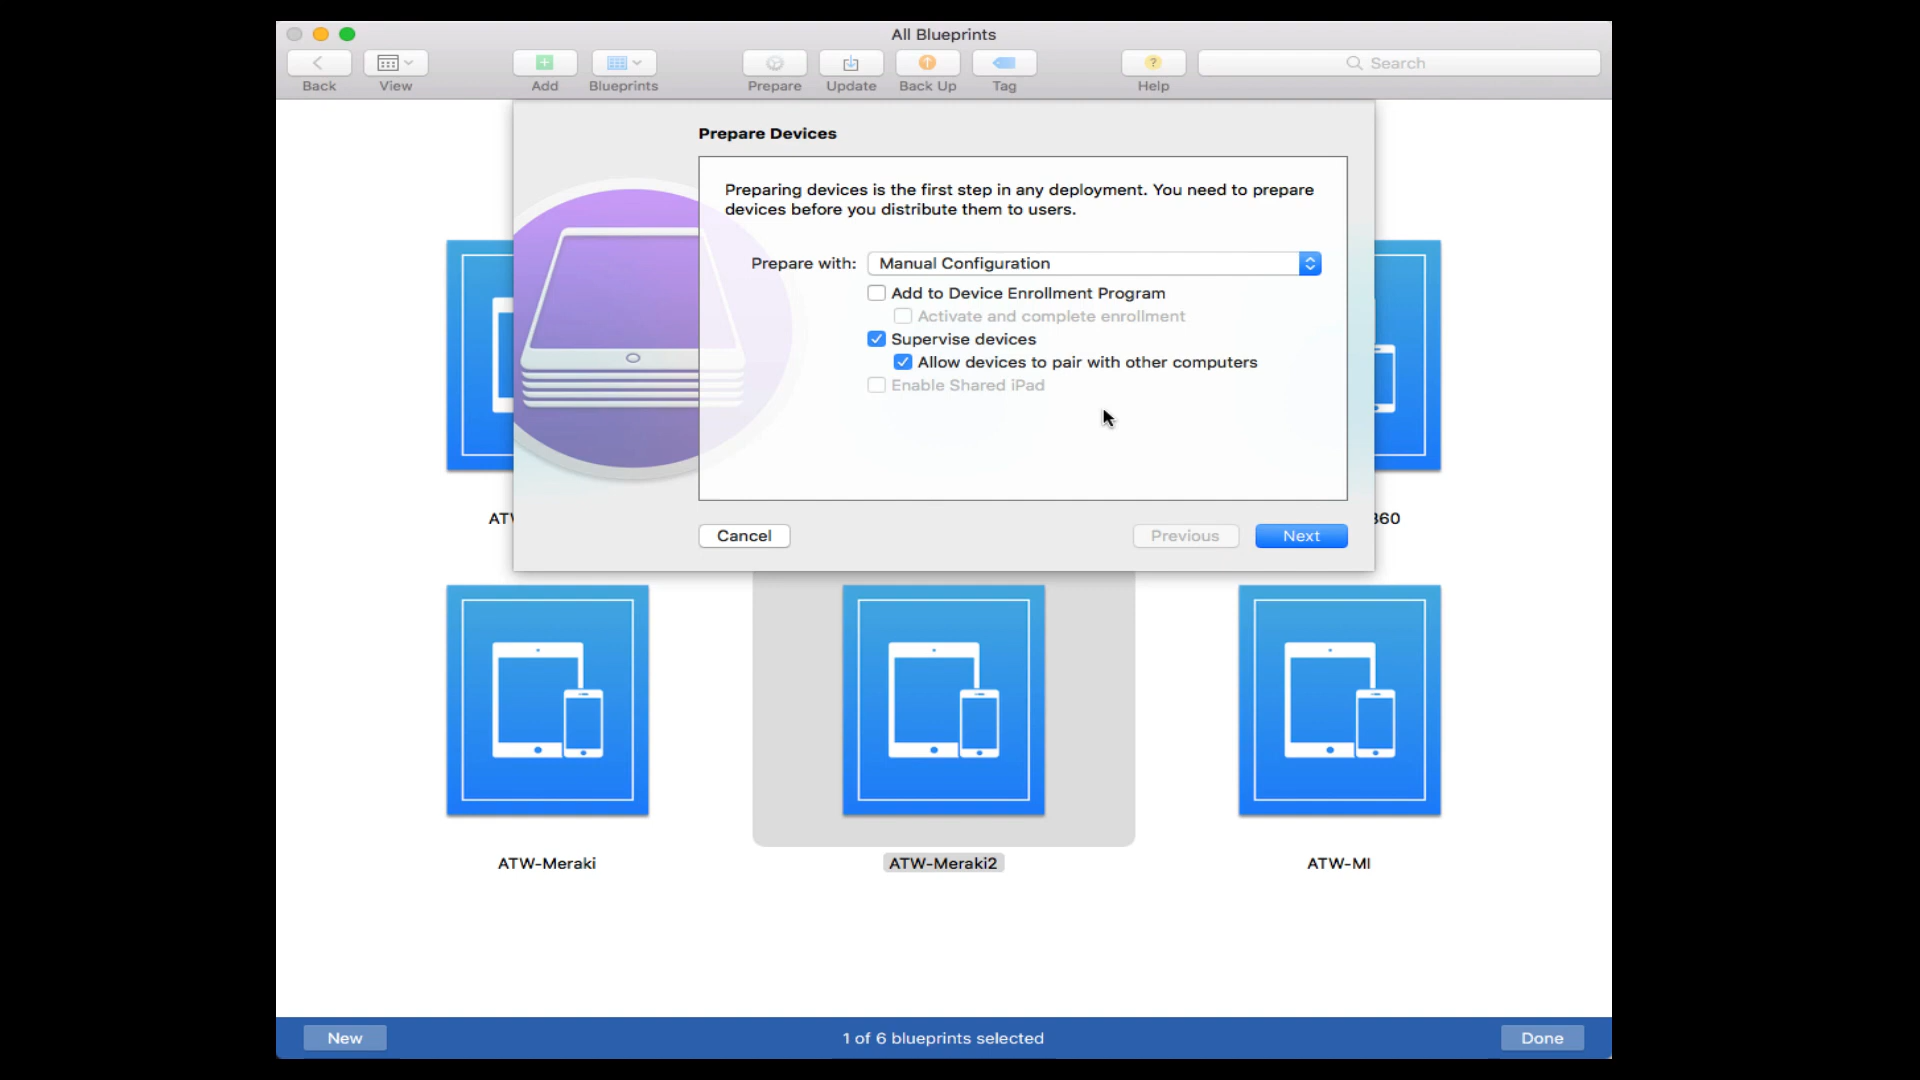 All Blueprints
Back
View
Add
Blueprints
Prepare
Update
Back Up
Tag
?
Help
Search
Prepare Devices
Preparing devices is the first step in any deployment. You need to prepare
devices before you distribute them to users.
Prepare with: Manual Configuration
Add to Device Enrollment Program
Activate and complete enrollment
Supervise devices
Allow devices to pair with other computers
Enable Shared iPad
Cancel
Previous
Next
ATW-Meraki
ATW-Meraki2
ATW-MI
New
1 of 6 blueprints selected
Done